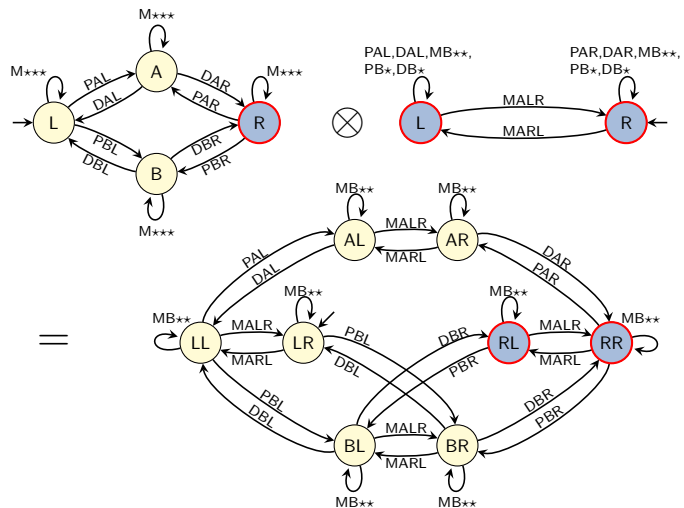 M⋆⋆⋆
M⋆⋆⋆
PAL
A
DAR
M⋆⋆⋆
DAL
PAR
L
R
PBL
DBR
DBL
B
PBR
M⋆⋆⋆
⊗
PAL,DAL,MB⋆⋆,
PB⋆,DB⋆
PAR,DAR,MB⋆⋆,
PB⋆,DB⋆
L
MALR
MARL
R
=
MB⋆⋆
MB⋆⋆
PAL
AL
MALR
MARL
AR
DAR
DAL
PAR
MB⋆⋆
MB⋆⋆
MB⋆⋆
MB⋆⋆
LL
MALR
MARL
LR
PBL
DBL
DBR
PBR
RL
MALR
MARL
RR
PBL
DBL
DBR
PBR
BL
MALR
MARL
BR
MB⋆⋆
MB⋆⋆